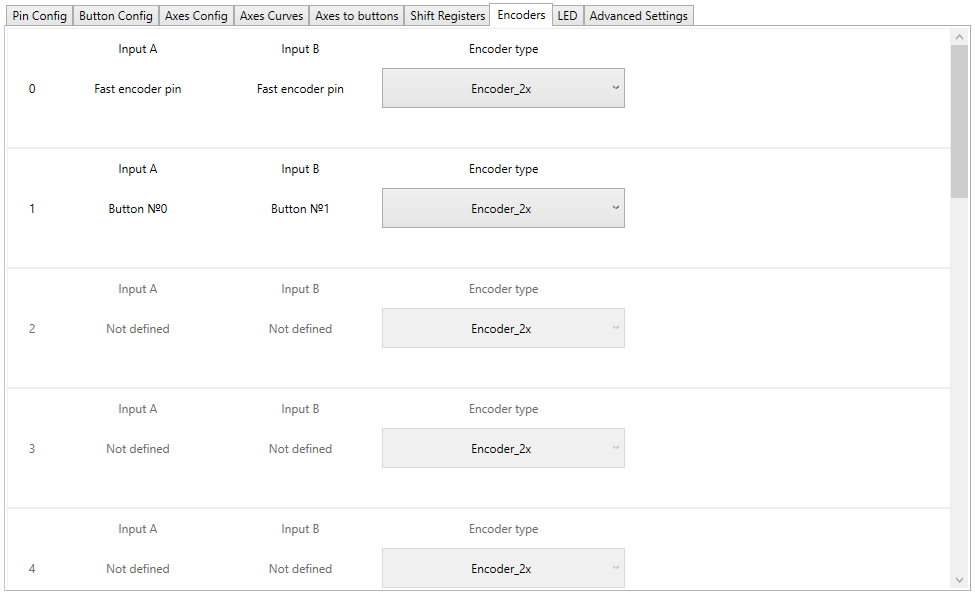 Pin Config Button Config Axes Config Axes Curves Axes to buttons Shift Registers Encoders LED Advanced Settings
Input A Input B Encoder type
0 Fast encoder pin Fast encoder pin Encoder_2x
Input A Input B Encoder type
1 Button №0 Button №1 Encoder_2x
Input A Input B Encoder type
2 Not defined Not defined Encoder_2x
Input A Input B Encoder type
3 Not defined Not defined Encoder_2x
Input A Input B Encoder type
4 Not defined Not defined Encoder_2x